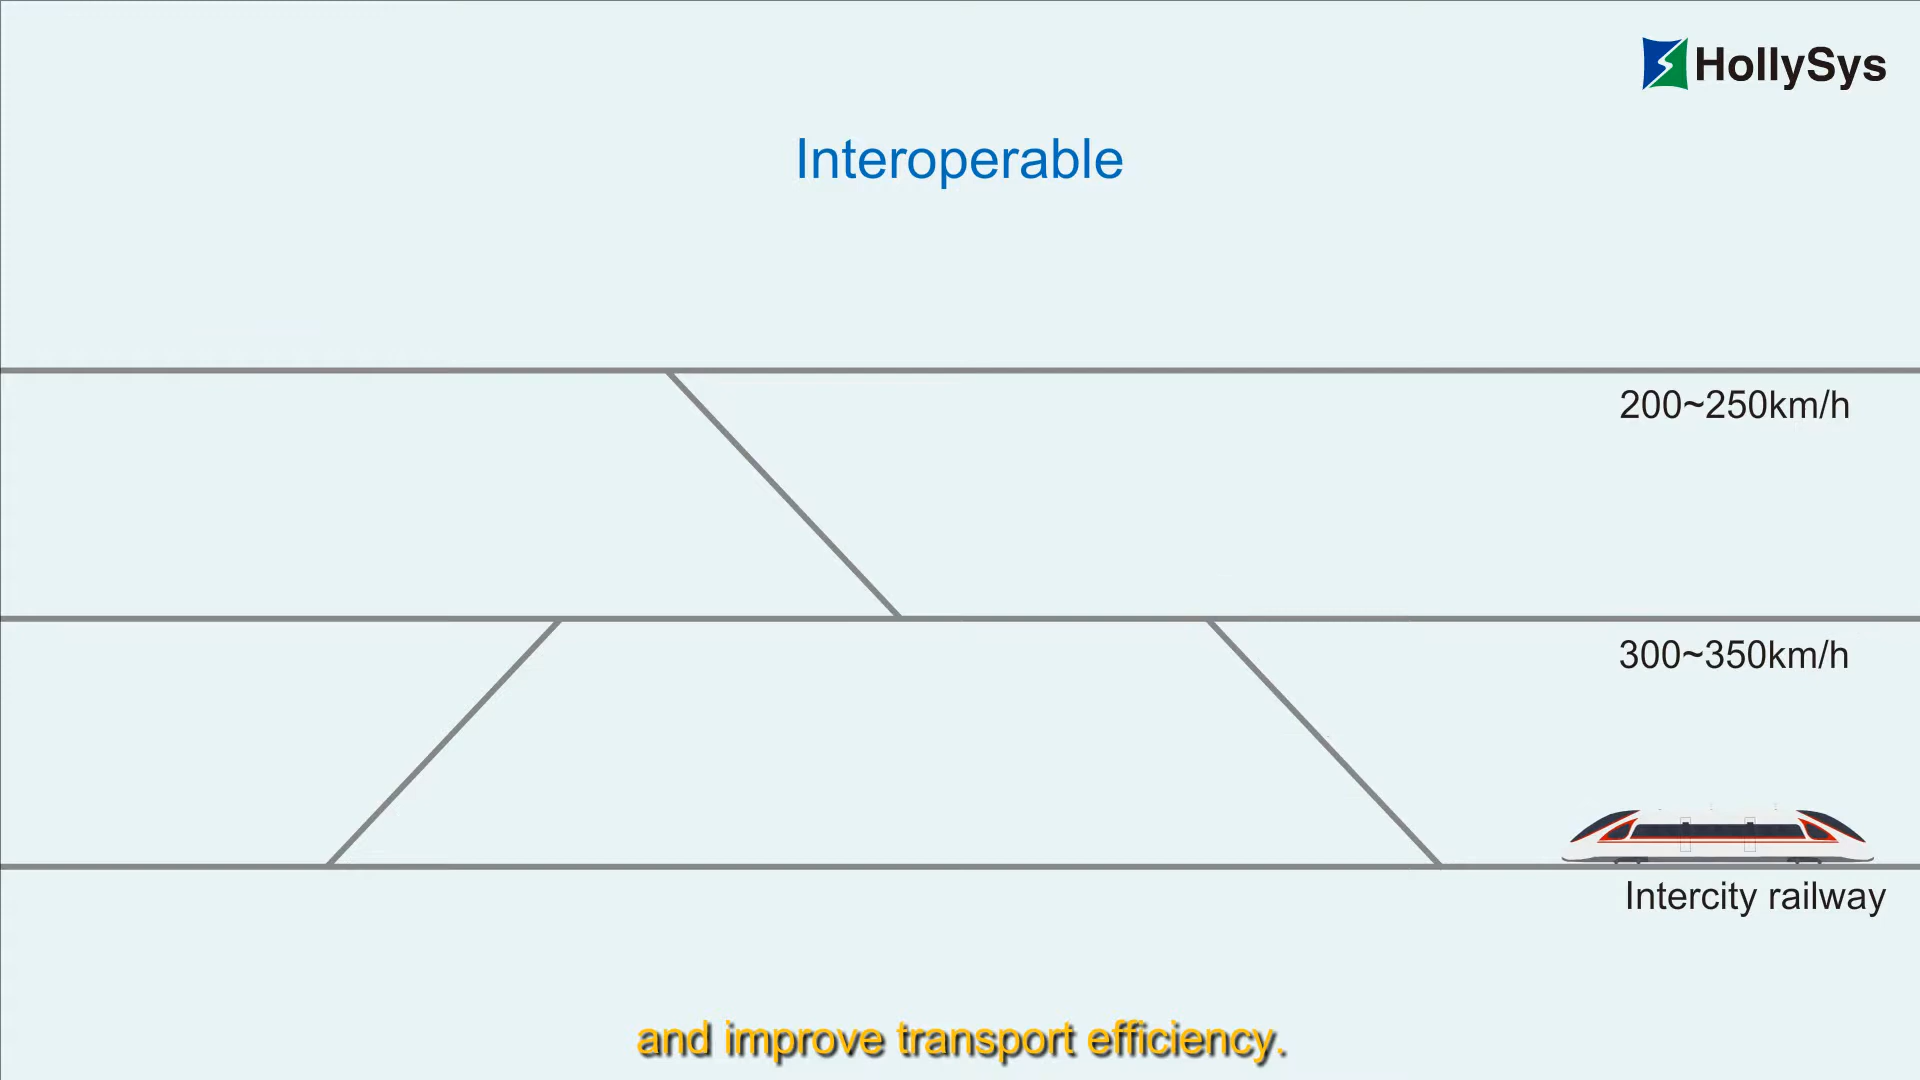 HollySys
Interoperable
200~250km/h
300~350km/h
Intercity railway
and improve transport efficiency.